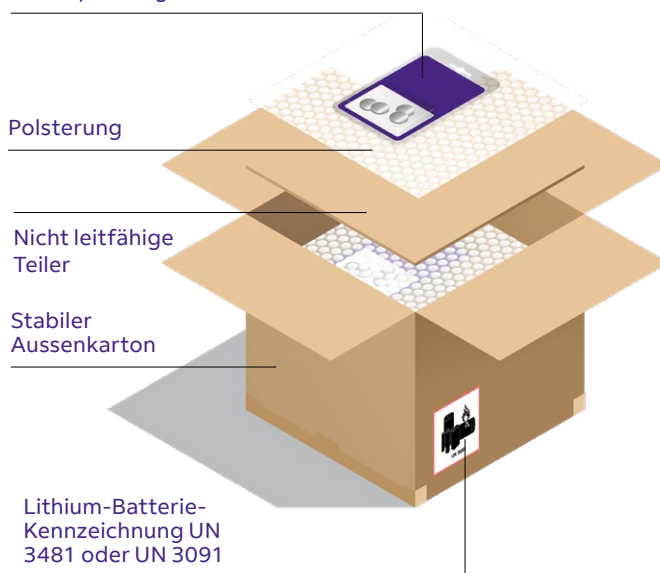 Polsterung
Nicht leitfähige
Teiler
Stabiler
Aussenkarton
Lithium-Batterie-
Kennzeichnung UN
3481 oder UN 3091